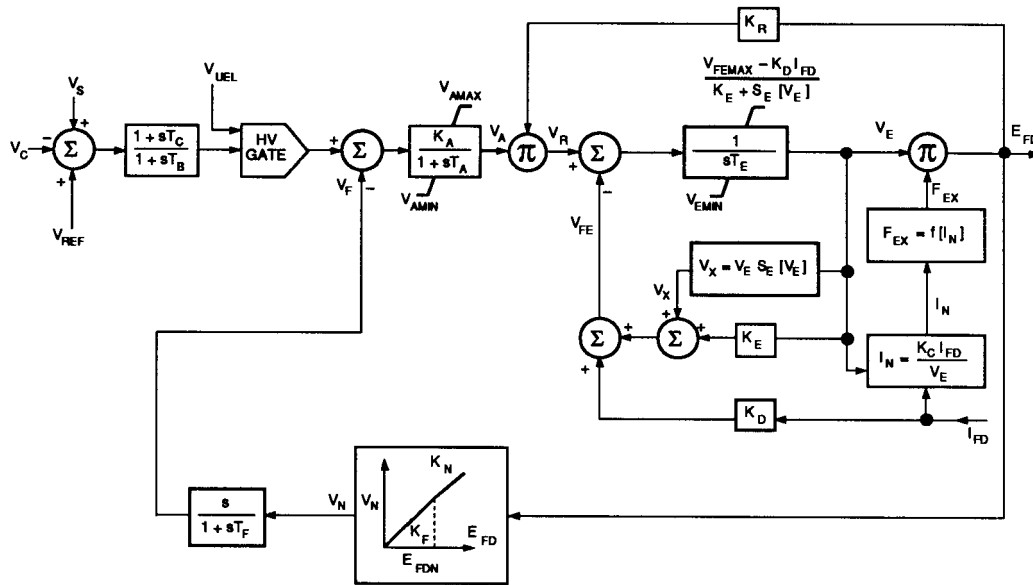 K_R
V_FEMAX − K_D I_FD
K_E + S_E [V_E]
V_UEL
V_S
V_AMAX
+
−
V_C
Σ
+
V_REF
1 + sT_C
1 + sT_B
HV
GATE
+
Σ
−
V_F
K_A
1 + sT_A
V_AMIN
V_A
π
V_R
+
Σ
−
V_FE
1
sT_E
V_EMIN
V_E
π
E_FD
F_EX
F_EX = f [I_N]
V_X = V_E S_E [V_E]
V_X
I_N
+
Σ
+
+
Σ
+
K_E
I_N = K_C I_FD
V_E
K_D
I_FD
s
1 + sT_F
V_N
V_N
K_N
K_F
E_FD
E_FDN